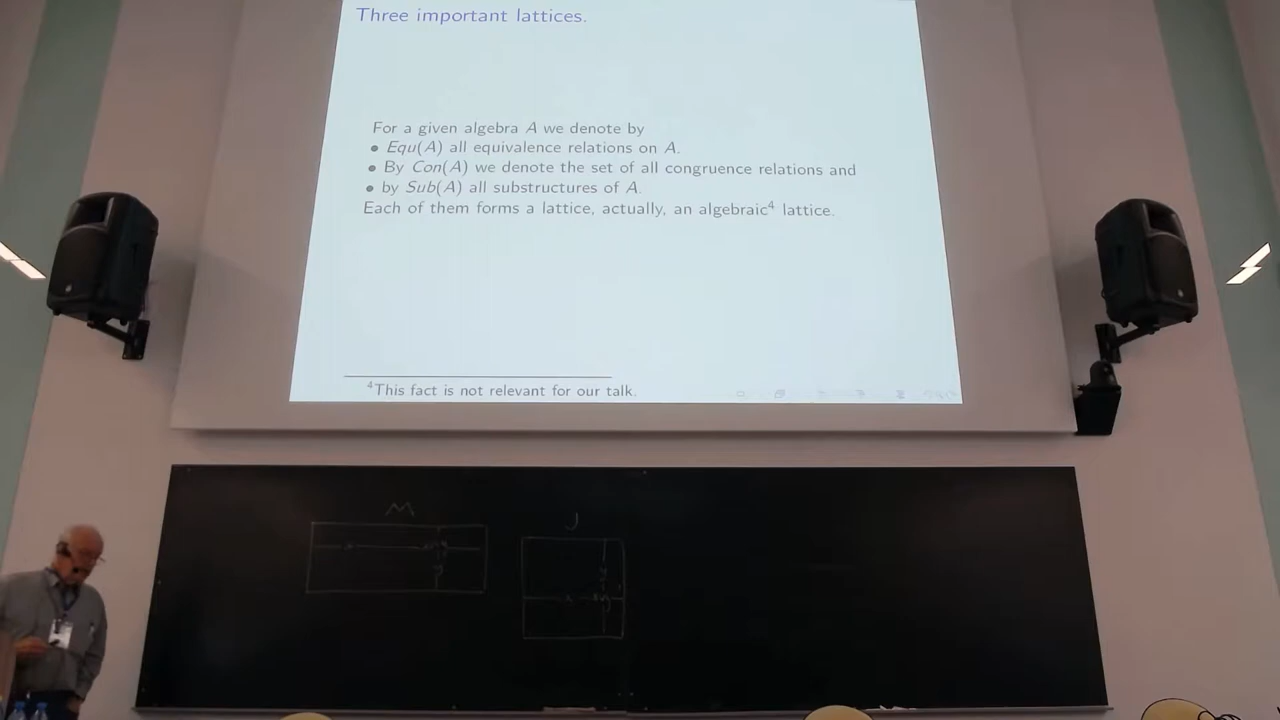 Three important lattices.
For a given algebra A we denote by
• Equ(A) all equivalence relations on A.
• By Con(A) we denote the set of all congruence relations and
• by Sub(A) all substructures of A.
Each of them forms a lattice, actually, an algebraic⁴ lattice.
⁴This fact is not relevant for our talk.
M
J